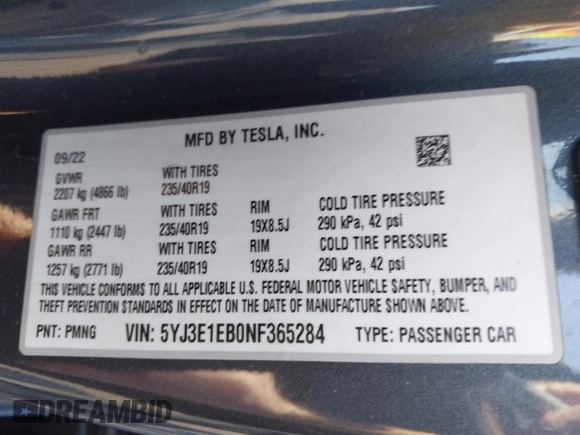 MFD BY TESLA, INC.
09/22
GVWR WITH TIRES
2207 kg (4866 lb) 235/40R19
GAWR FRT WITH TIRES RIM COLD TIRE PRESSURE
1110 kg (2447 lb) 235/40R19 19X8.5J 290 kPa, 42 psi
GAWR RR WITH TIRES RIM COLD TIRE PRESSURE
1257 kg (2771 lb) 235/40R19 19X8.5J 290 kPa, 42 psi
THIS VEHICLE CONFORMS TO ALL APPLICABLE U.S. FEDERAL MOTOR VEHICLE SAFETY, BUMPER, AND
THEFT PREVENTION STANDARDS IN EFFECT ON THE DATE OF MANUFACTURE SHOWN ABOVE.
PNT: PMNG VIN: 5YJ3E1EB0NF365284 TYPE: PASSENGER CAR
DREAMBID